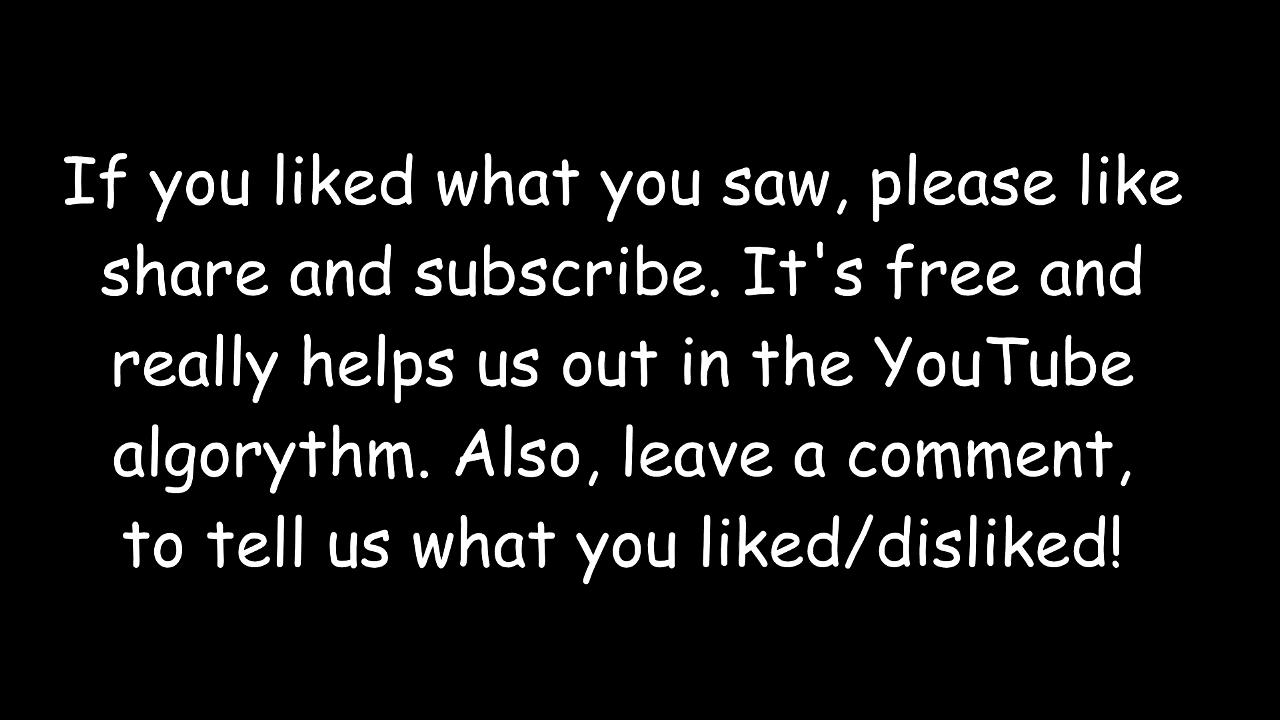 If you liked what you saw, please like
share and subscribe. It's free and
really helps us out in the YouTube
algorythm. Also, leave a comment,
to tell us what you liked/disliked!